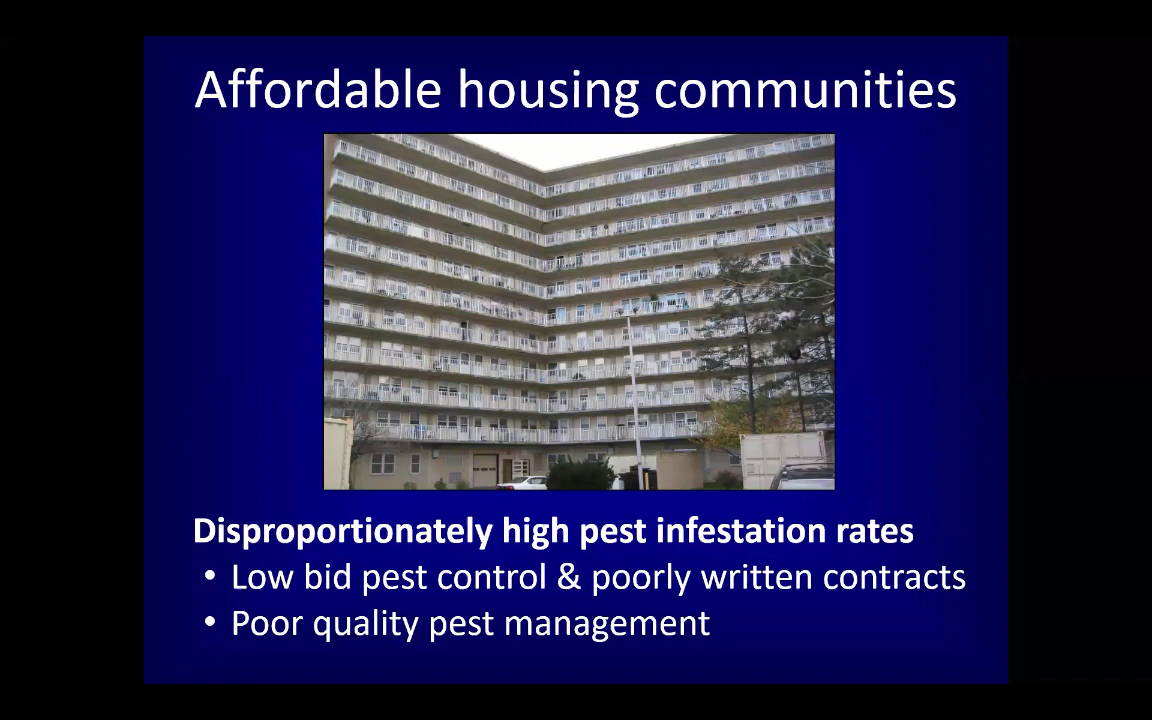 Affordable housing communities
Disproportionately high pest infestation rates
• Low bid pest control & poorly written contracts
• Poor quality pest management